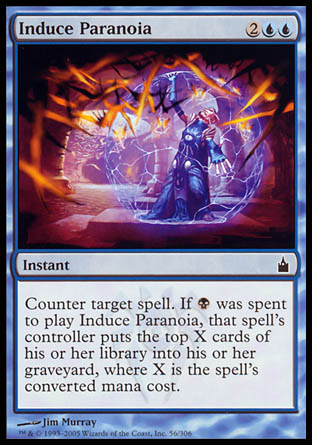 Induce Paranoia 2
Instant
Counter target spell. If was spent
to play Induce Paranoia, that spell's
controller puts the top X cards of
his or her library into his or her
graveyard, where X is the spell's
converted mana cost.
Jim Murray
™ & © 1993–2005 Wizards of the Coast, Inc. 56/306